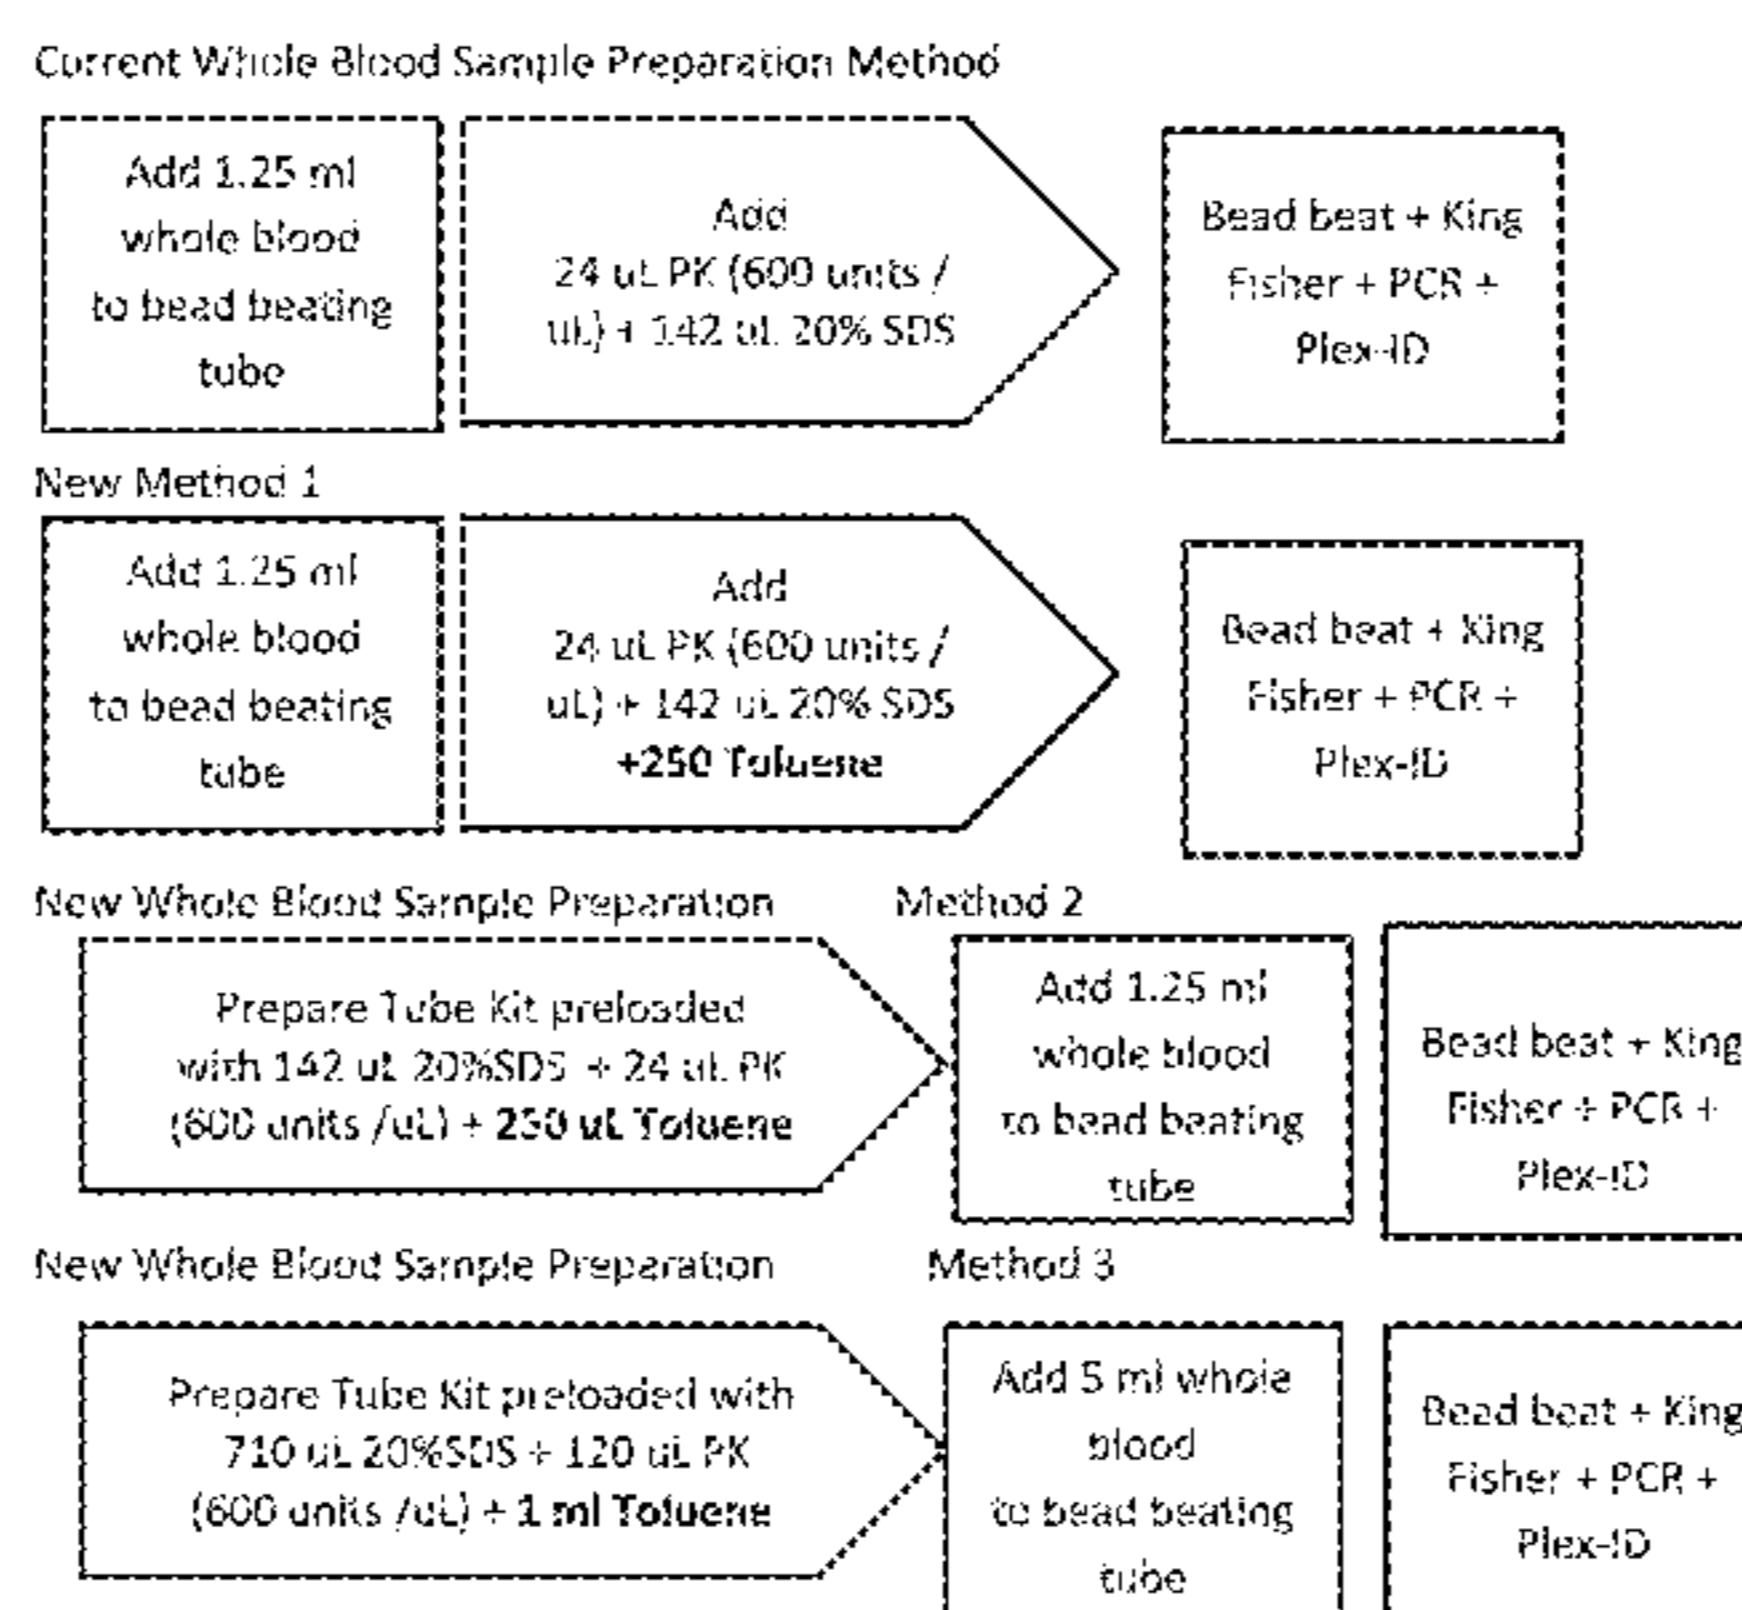 Current Whole Blood Sample Preparation Method
Add 1.25 ml
whole blood
to bead beating
tube
Add
24 uL PK (600 units /
uL) + 142 uL 20% SDS
Bead beat + King
Fisher + PCR +
Plex-ID
New Method 1
Add 1.25 ml
whole blood
to bead beating
tube
Add
24 uL PK (600 units /
uL) + 142 uL 20% SDS
+250 Toluene
Bead beat + King
Fisher + PCR +
Plex-ID
New Whole Blood Sample Preparation Method 2
Prepare Tube Kit preloaded
with 142 uL 20%SDS + 24 uL PK
(600 units /uL) + 250 uL Toluene
Add 1.25 ml
whole blood
to bead beating
tube
Bead beat + King
Fisher + PCR +
Plex-ID
New Whole Blood Sample Preparation Method 3
Prepare Tube Kit preloaded with
710 uL 20%SDS + 120 uL PK
(600 units /uL) + 1 ml Toluene
Add 5 ml whole
blood
to bead beating
tube
Bead beat + King
Fisher + PCR +
Plex-ID